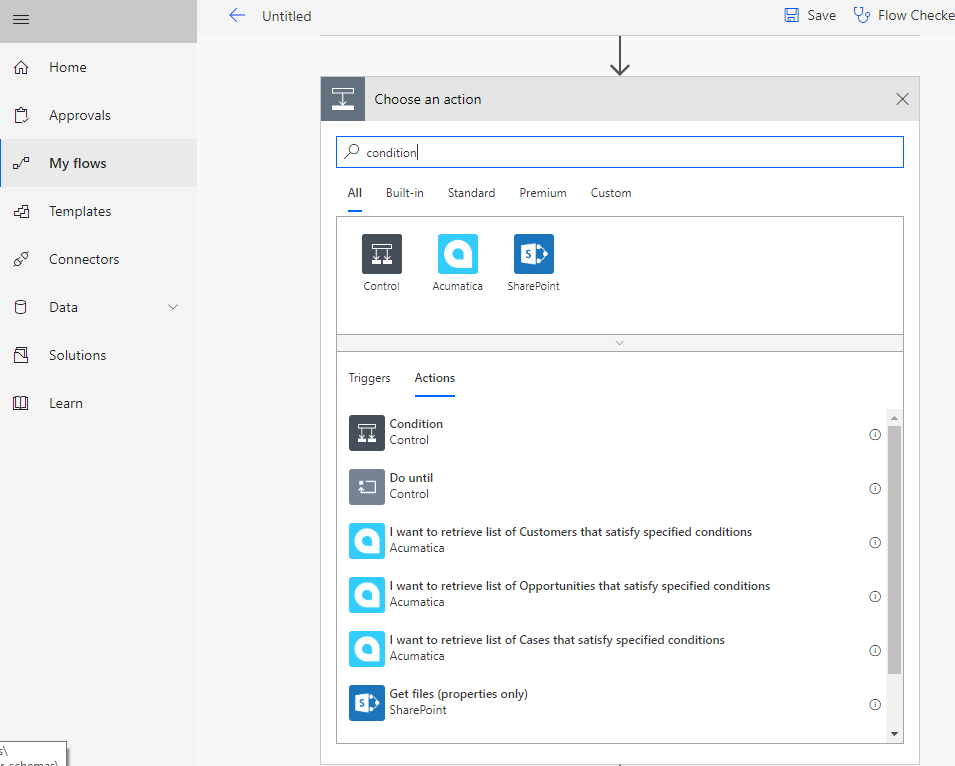 Untitled
Save
Flow Checke
Home
Approvals
My flows
Templates
Connectors
Data
Solutions
Learn
Choose an action
condition
All Built-in Standard Premium Custom
Control Acumatica SharePoint
Triggers Actions
Condition
Control
Do until
Control
I want to retrieve list of Customers that satisfy specified conditions
Acumatica
I want to retrieve list of Opportunities that satisfy specified conditions
Acumatica
I want to retrieve list of Cases that satisfy specified conditions
Acumatica
Get files (properties only)
SharePoint
s\